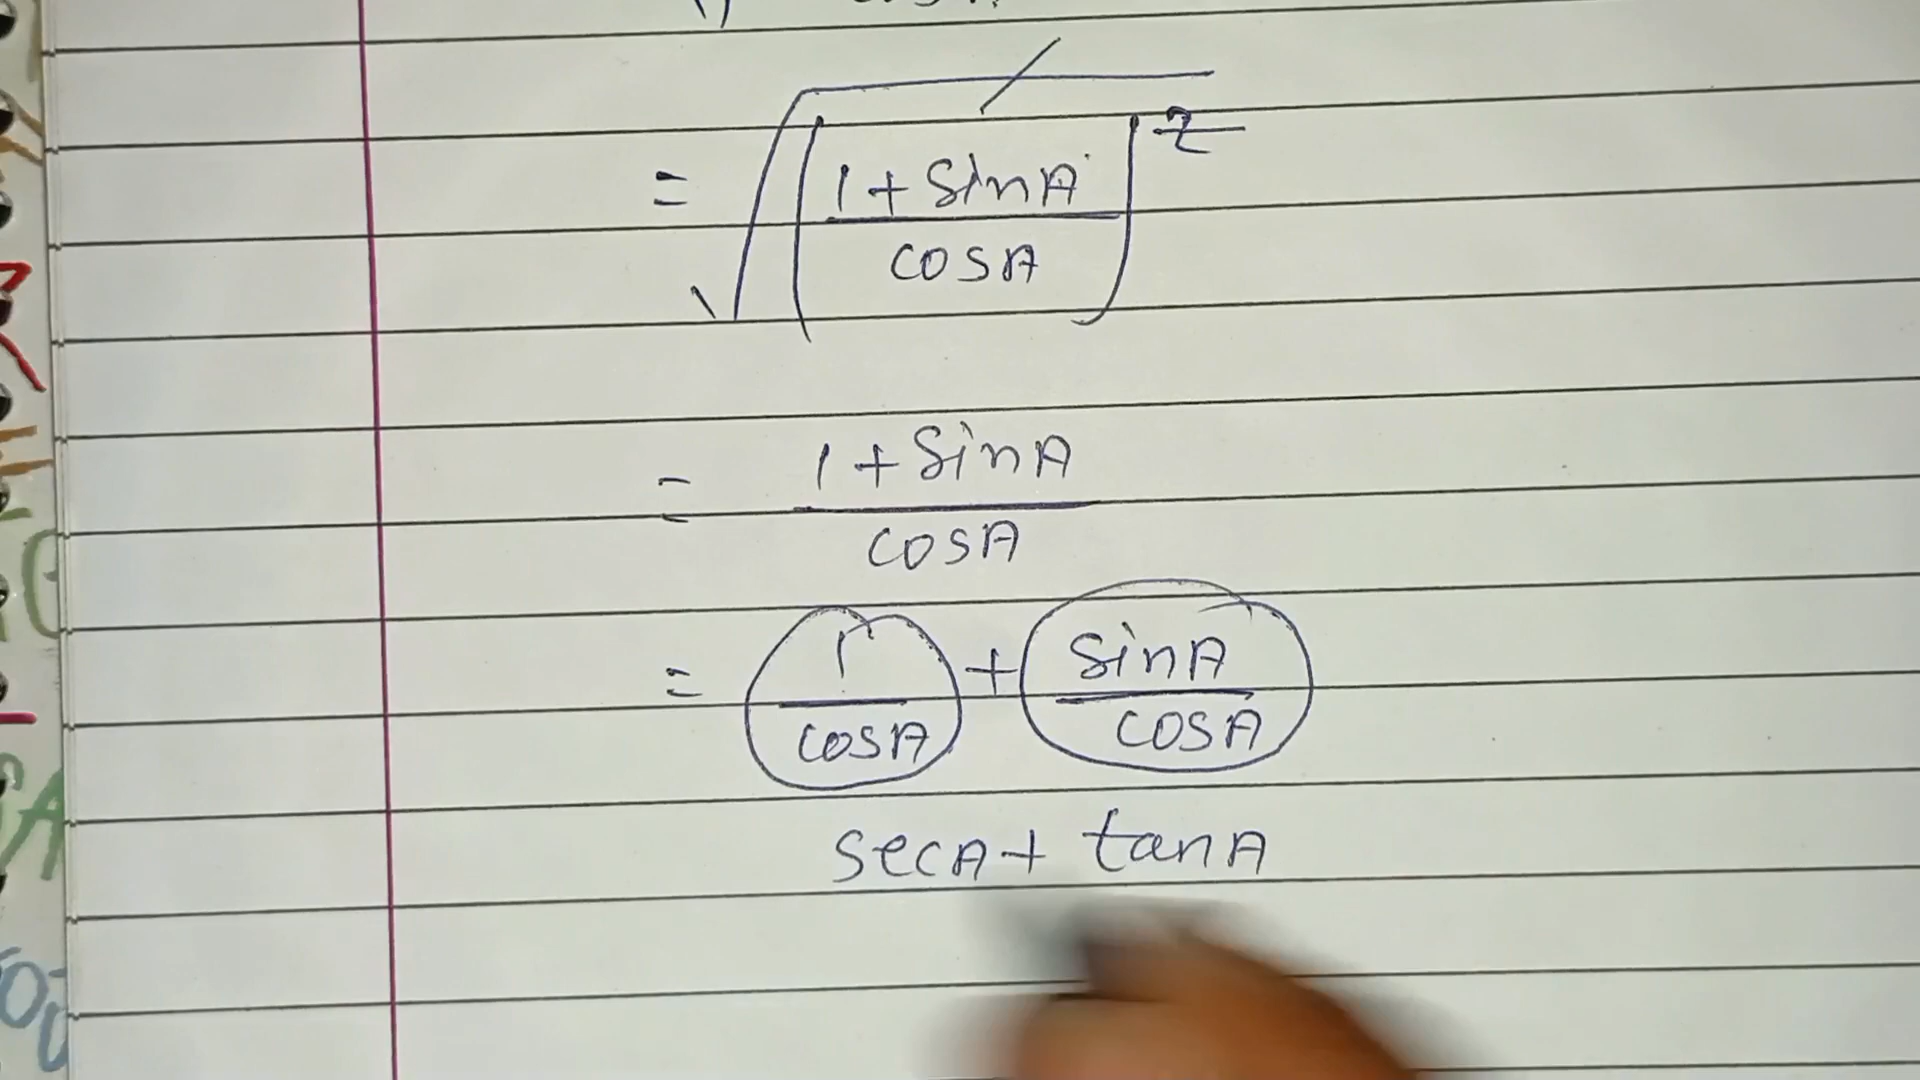 = √((1 + sinA)/(cosA))²
= (1 + sinA)/(cosA)
= 1/(cosA) + (sinA)/(cosA)
secA + tanA